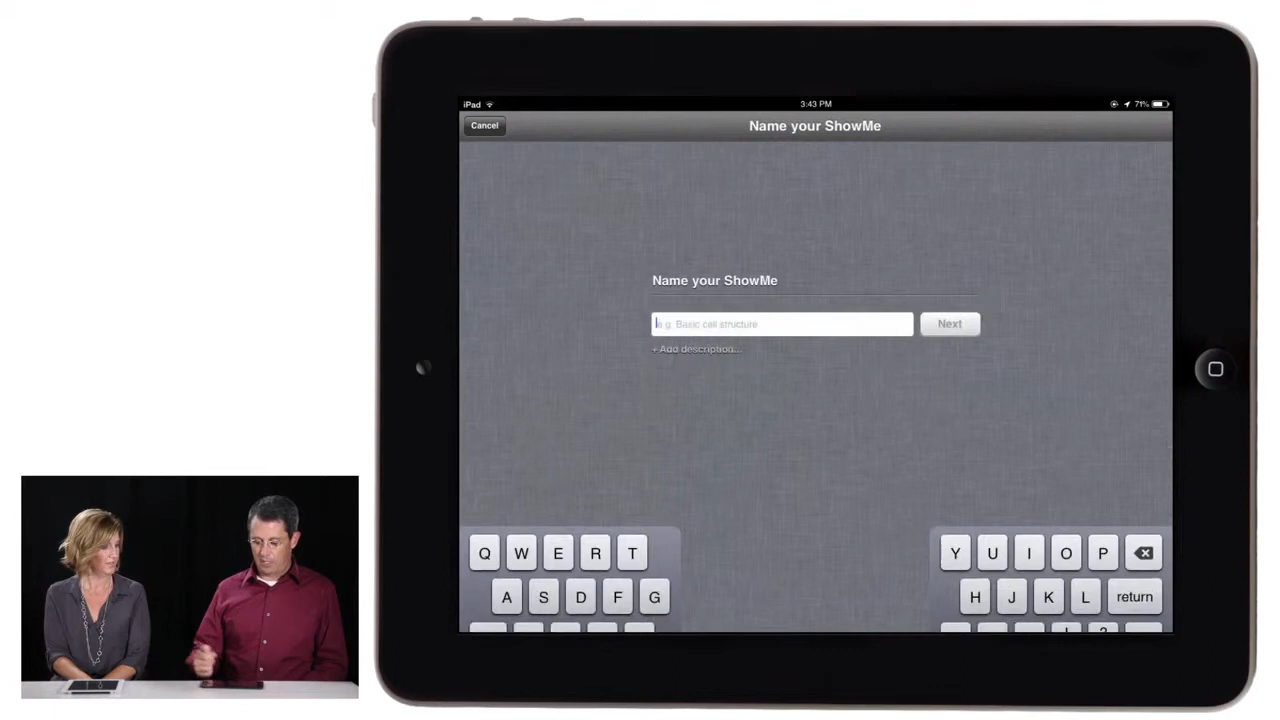 iPad
3:43 PM
71%
Cancel
Name your ShowMe
Name your ShowMe
e.g. Basic cell structure
Next
+ Add description...
Q W E R T
Y U I O P
A S D F G
H J K L return